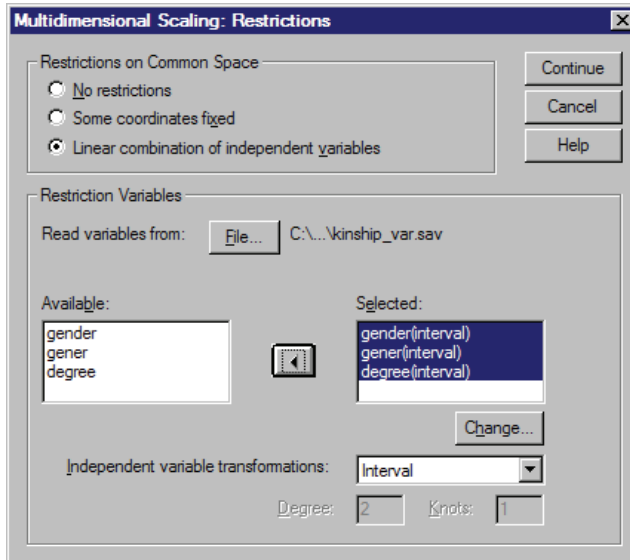 Multidimensional Scaling: Restrictions
Restrictions on Common Space
No restrictions
Some coordinates fixed
Linear combination of independent variables
Continue
Cancel
Help
Restriction Variables
Read variables from:
File...
C:\...\kinship_var.sav
Available:
gender
gener
degree
Selected:
gender(interval)
gener(interval)
degree(interval)
Change...
Independent variable transformations:
Interval
Degree:
2
Knots:
1